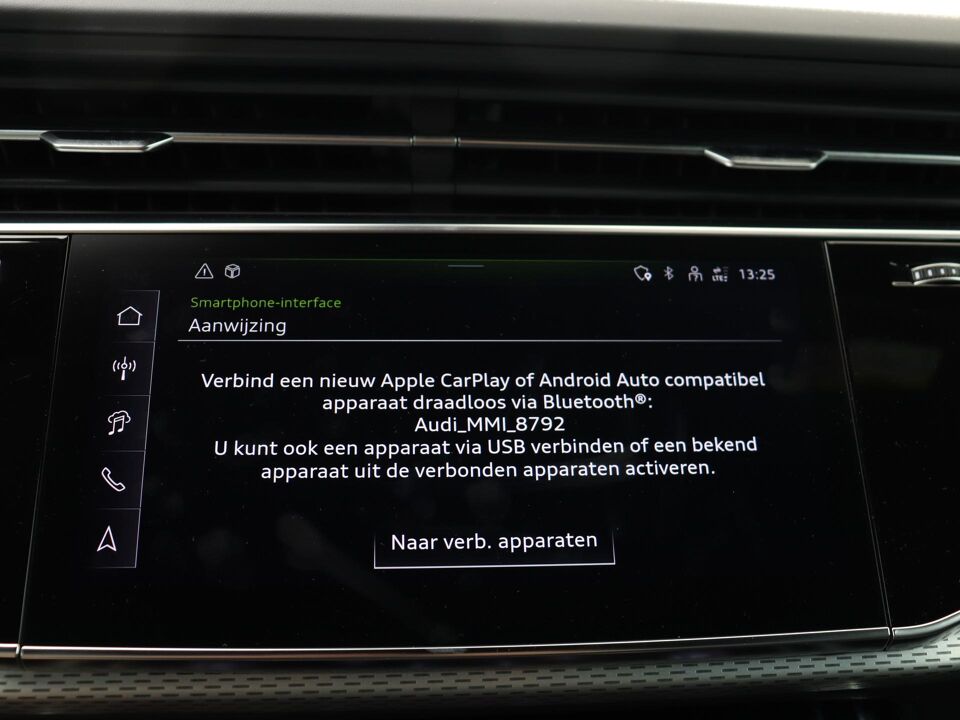 LTE 13:25
Smartphone-interface
Aanwijzing
Verbind een nieuw Apple CarPlay of Android Auto compatibel
apparaat draadloos via Bluetooth®:
Audi_MMI_8792
U kunt ook een apparaat via USB verbinden of een bekend
apparaat uit de verbonden apparaten activeren.
Naar verb. apparaten